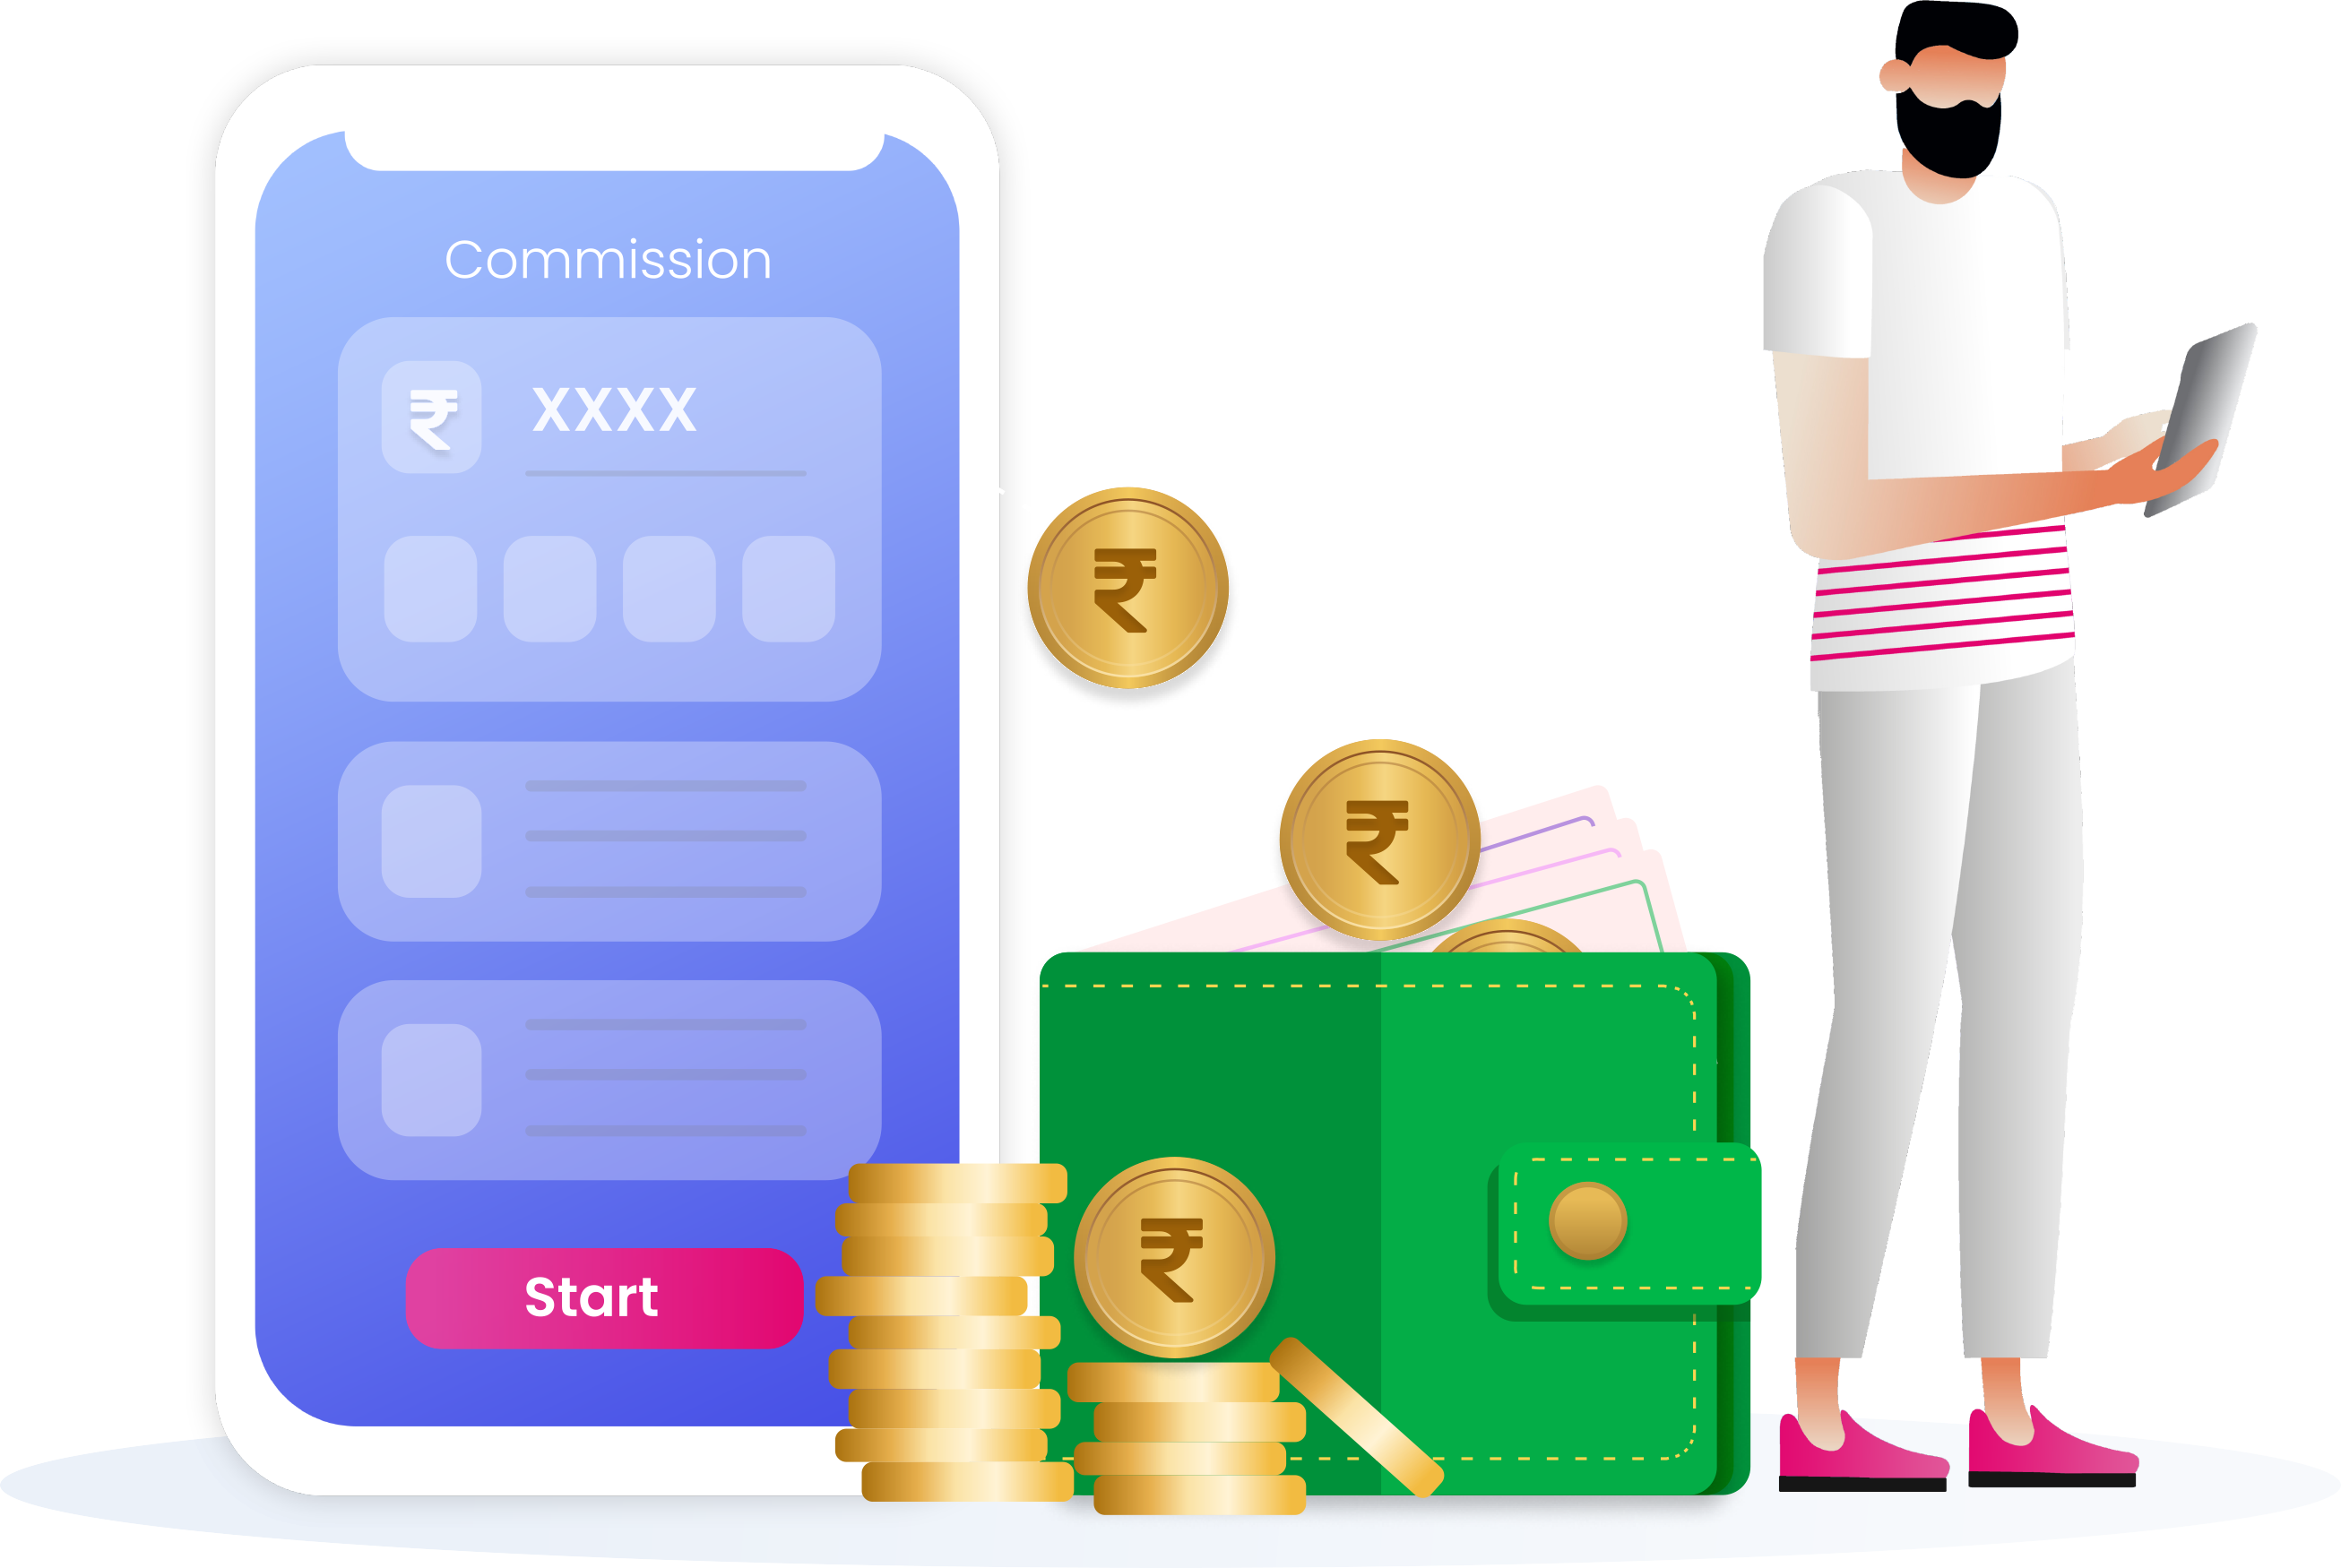 Commission
₹ XXXX
₹
₹
₹
Start